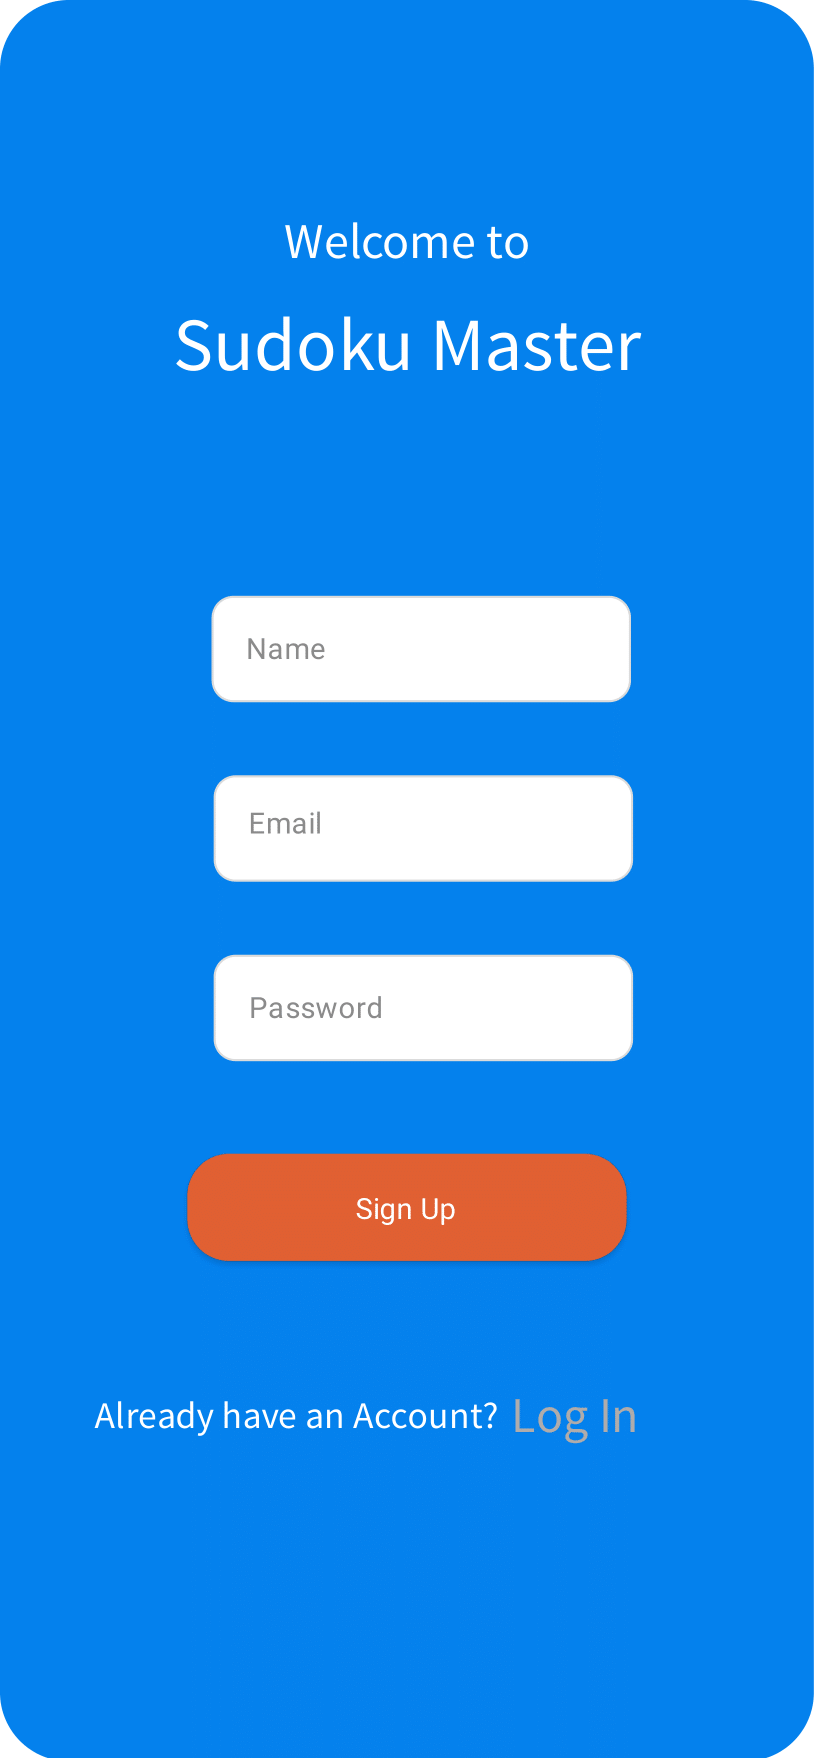 Welcome to
Sudoku Master
Name
Email
Password
Sign Up
Already have an Account? Log In